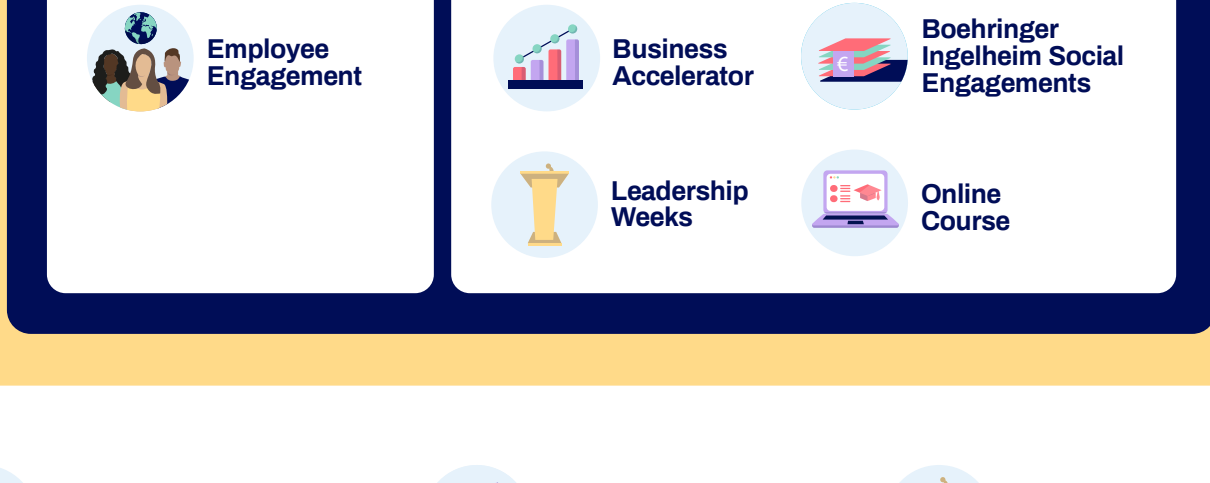 Employee
Engagement
Business
Accelerator
Boehringer
Ingelheim Social
Engagements
Leadership
Weeks
Online
Course
€